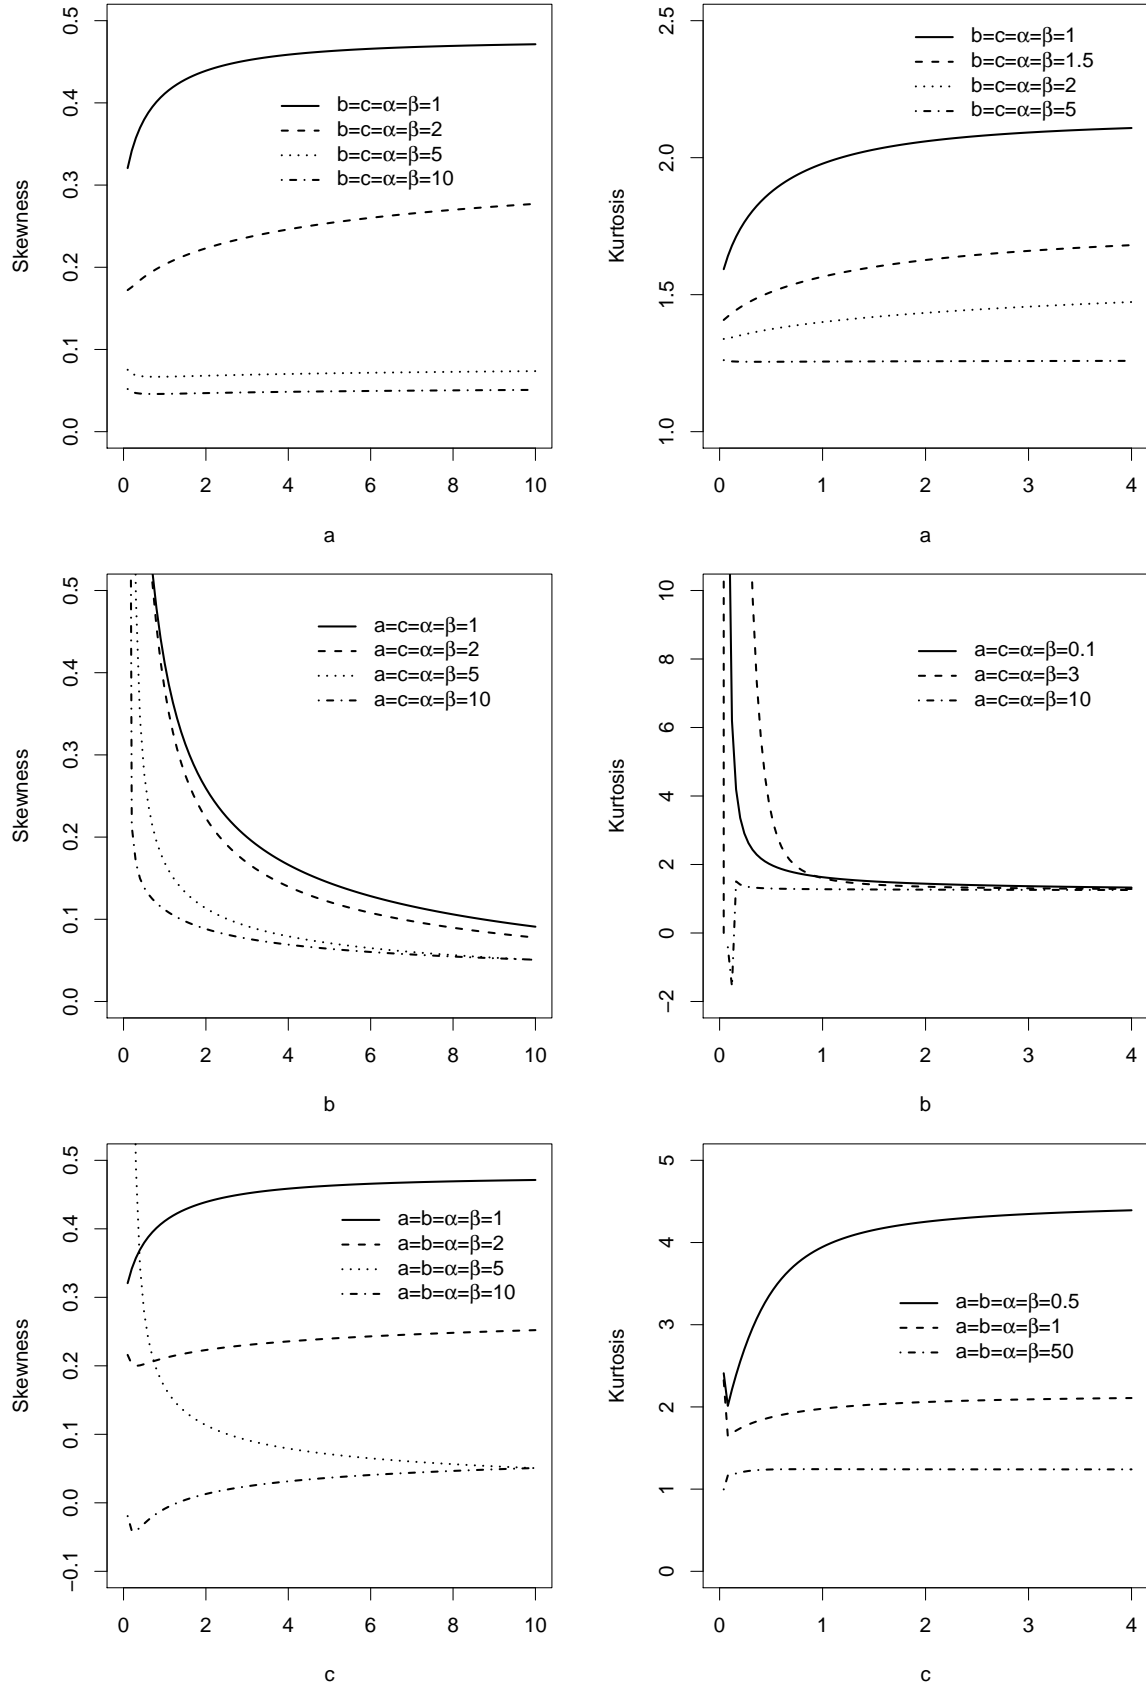 0.5
0.4
0.3
0.2
0.1
0.0
Skewness
b=c=α=β=1
b=c=α=β=2
b=c=α=β=5
b=c=α=β=10
0 2 4 6 8 10
a
2.5
2.0
1.5
1.0
Kurtosis
b=c=α=β=1
b=c=α=β=1.5
b=c=α=β=2
b=c=α=β=5
0 1 2 3 4
a
0.5
0.4
0.3
0.2
0.1
0.0
Skewness
a=c=α=β=1
a=c=α=β=2
a=c=α=β=5
a=c=α=β=10
0 2 4 6 8 10
b
10
8
6
4
2
0
−2
Kurtosis
a=c=α=β=0.1
a=c=α=β=3
a=c=α=β=10
0 1 2 3 4
b
0.5
0.4
0.3
0.2
0.1
0.0
−0.1
Skewness
a=b=α=β=1
a=b=α=β=2
a=b=α=β=5
a=b=α=β=10
0 2 4 6 8 10
c
5
4
3
2
1
0
Kurtosis
a=b=α=β=0.5
a=b=α=β=1
a=b=α=β=50
0 1 2 3 4
c